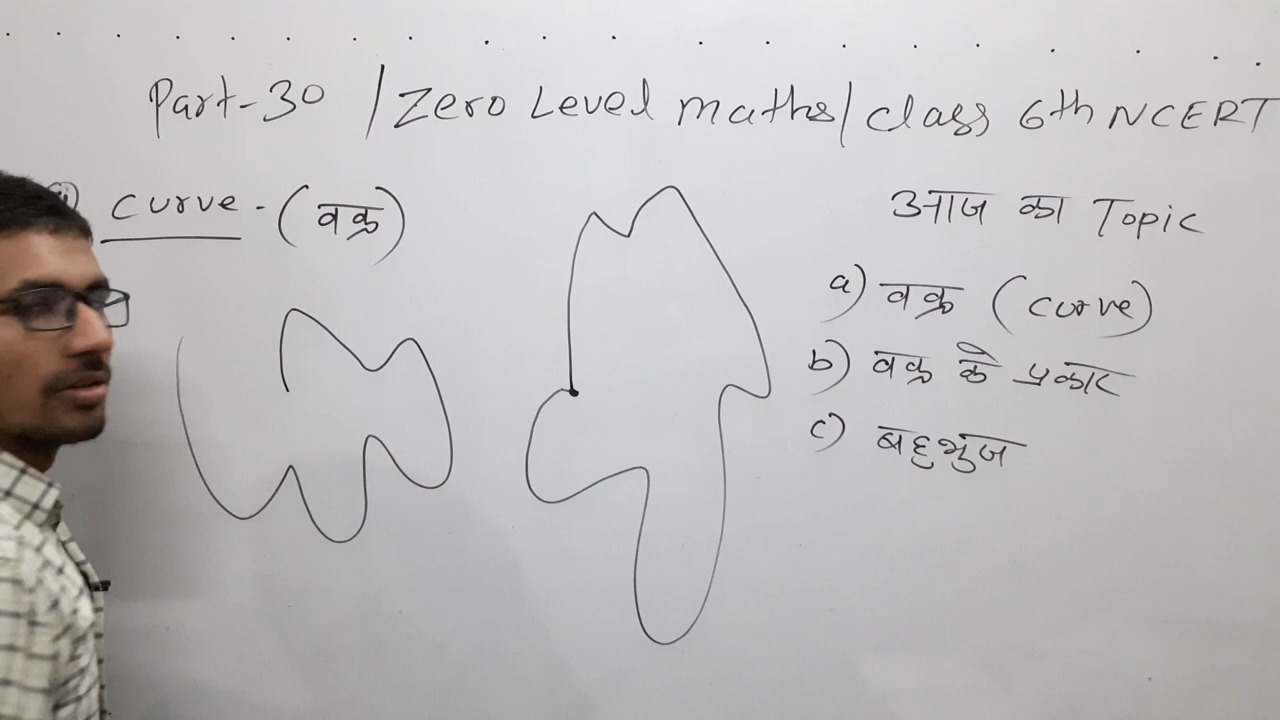 Part-30 / Zero Level maths / class 6th NCERT
curve - (वक्र)
आज का Topic
a) वक्र (curve)
b) वक्र के प्रकार
c) बहुभुज